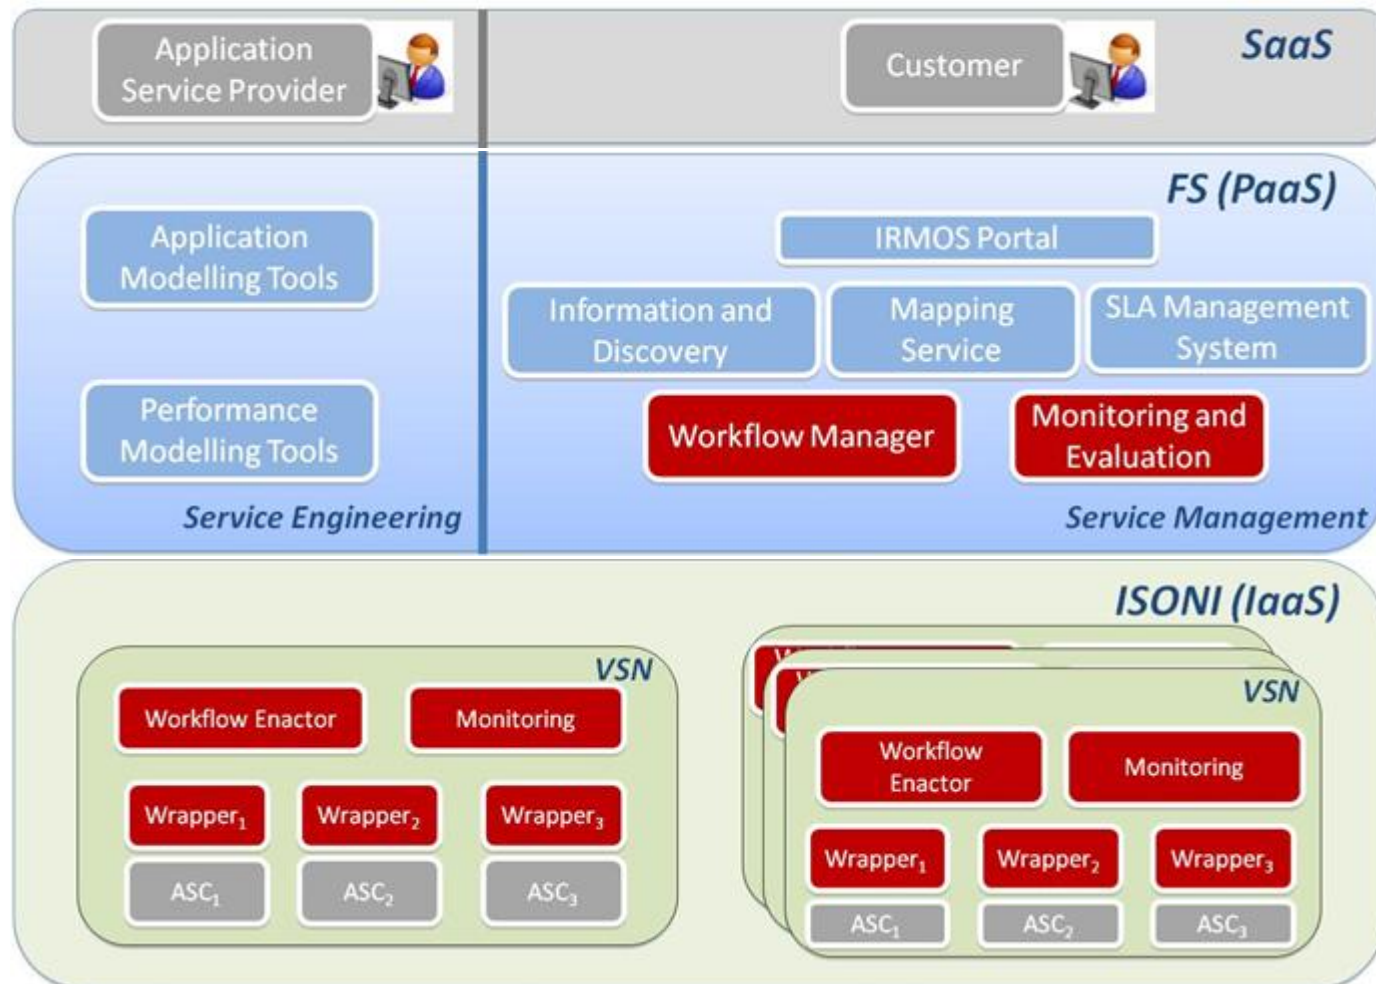 Application
Service Provider
Customer
SaaS
FS (PaaS)
Application
Modelling Tools
IRMOS Portal
Information and
Discovery
Mapping
Service
SLA Management
System
Performance
Modelling Tools
Workflow Manager
Monitoring and
Evaluation
Service Engineering
Service Management
ISONI (IaaS)
VSN
Workflow Enactor
Monitoring
Wrapper1
Wrapper2
Wrapper3
ASC1
ASC2
ASC3
VSN
Workflow
Enactor
Monitoring
Wrapper1
Wrapper2
Wrapper3
ASC1
ASC2
ASC3